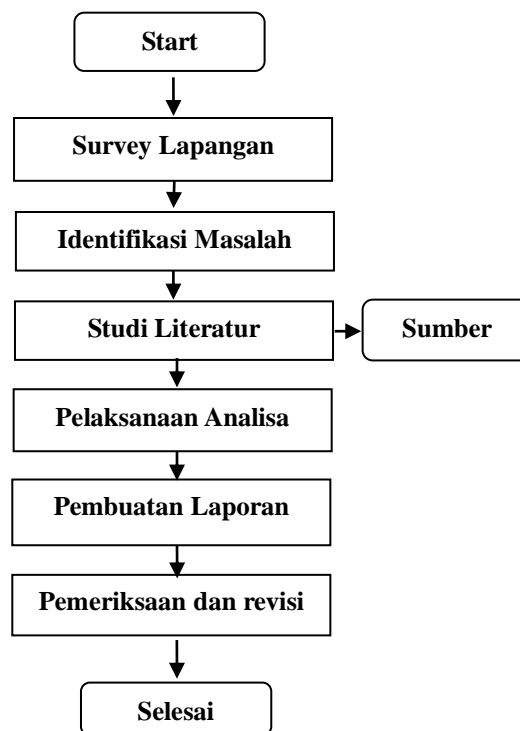 Start
Survey Lapangan
Identifikasi Masalah
Studi Literatur
Sumber
Pelaksanaan Analisa
Pembuatan Laporan
Pemeriksaan dan revisi
Selesai